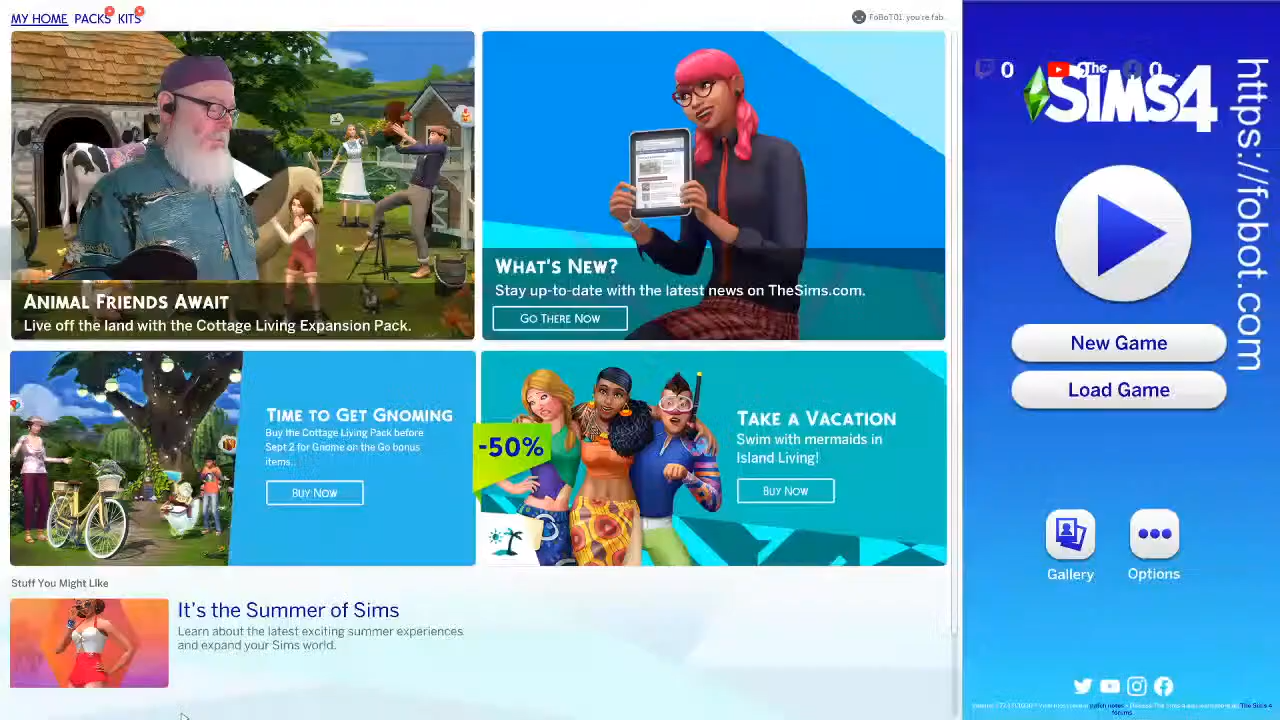 MY HOME PACKS KITS
FoBoT01, you're fab
ANIMAL FRIENDS AWAIT
Live off the land with the Cottage Living Expansion Pack.
WHAT'S NEW?
Stay up-to-date with the latest news on TheSims.com.
GO THERE NOW
TIME TO GET GNOMING
Buy the Cottage Living Pack before
Sept 2 for Gnome on the Go bonus
items.
BUY NOW
-50%
TAKE A VACATION
Swim with mermaids in
Island Living!
BUY NOW
Stuff You Might Like
It's the Summer of Sims
Learn about the latest exciting summer experiences
and expand your Sims world.
0
0
The
SIMS4
https://fobot.com
New Game
Load Game
Gallery
Options